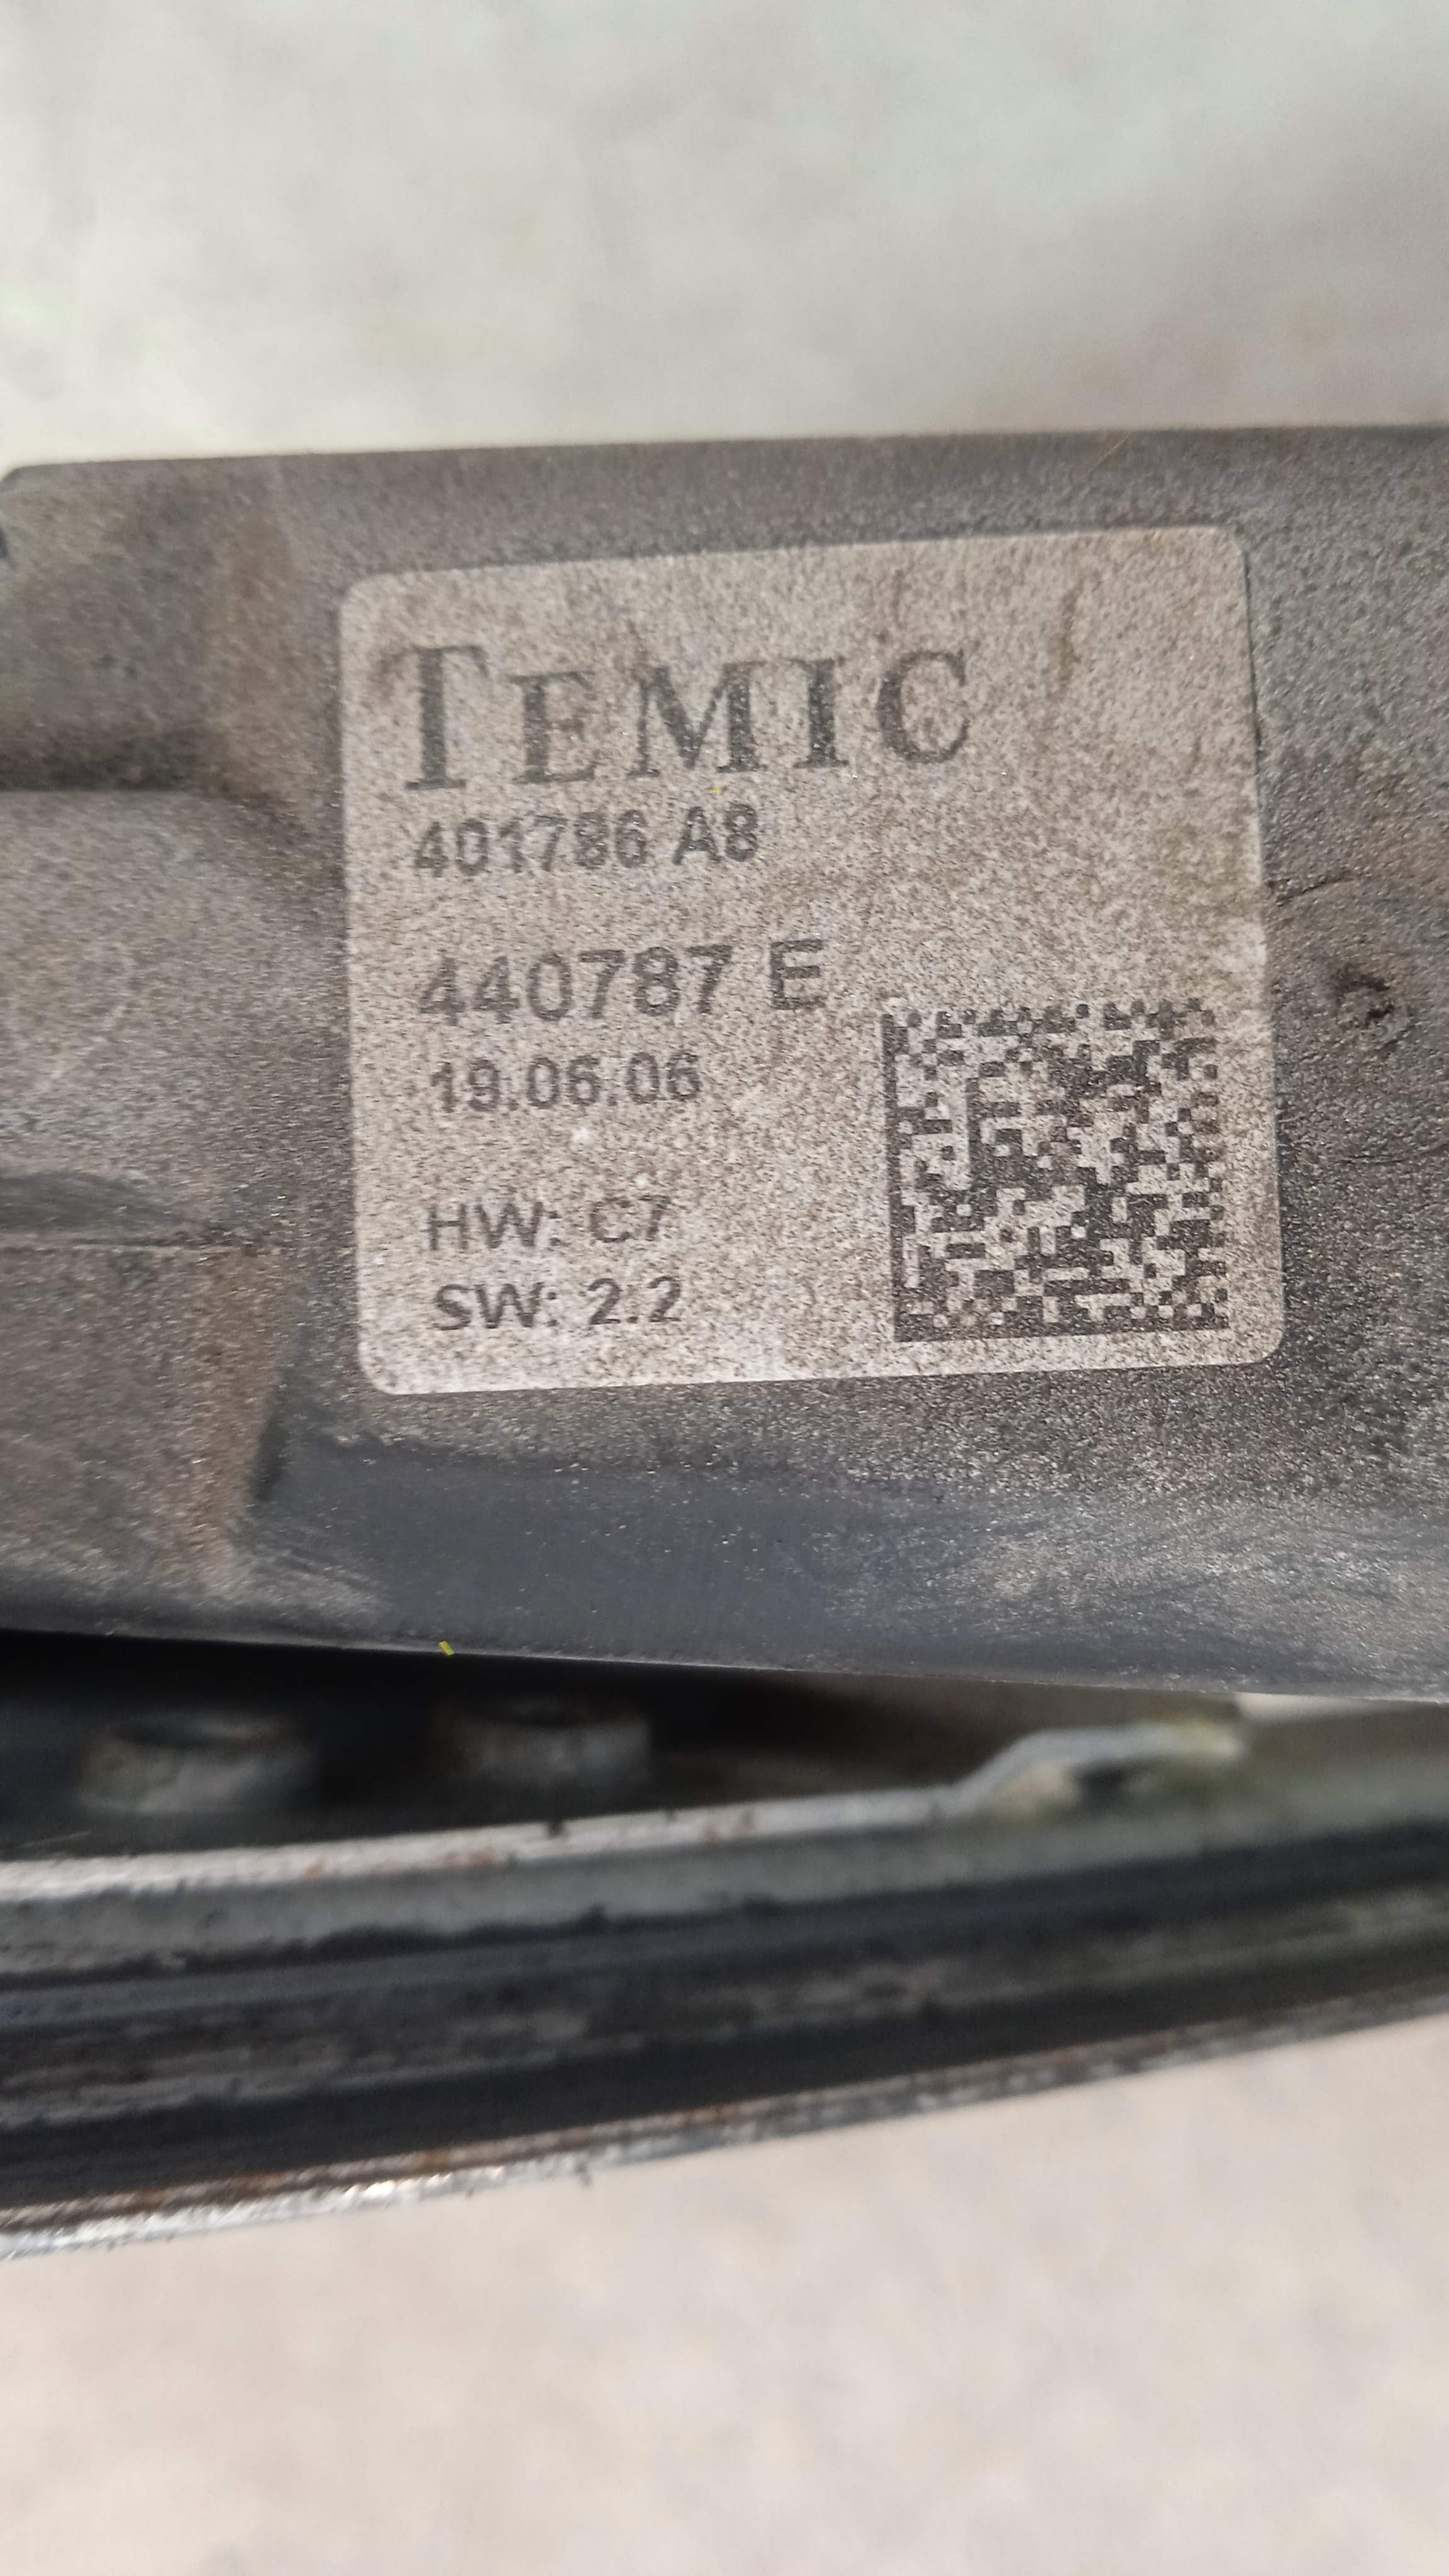 TEMIC
401786 A8
440787 E
19.06.06
HW: C7
SW: 2.2